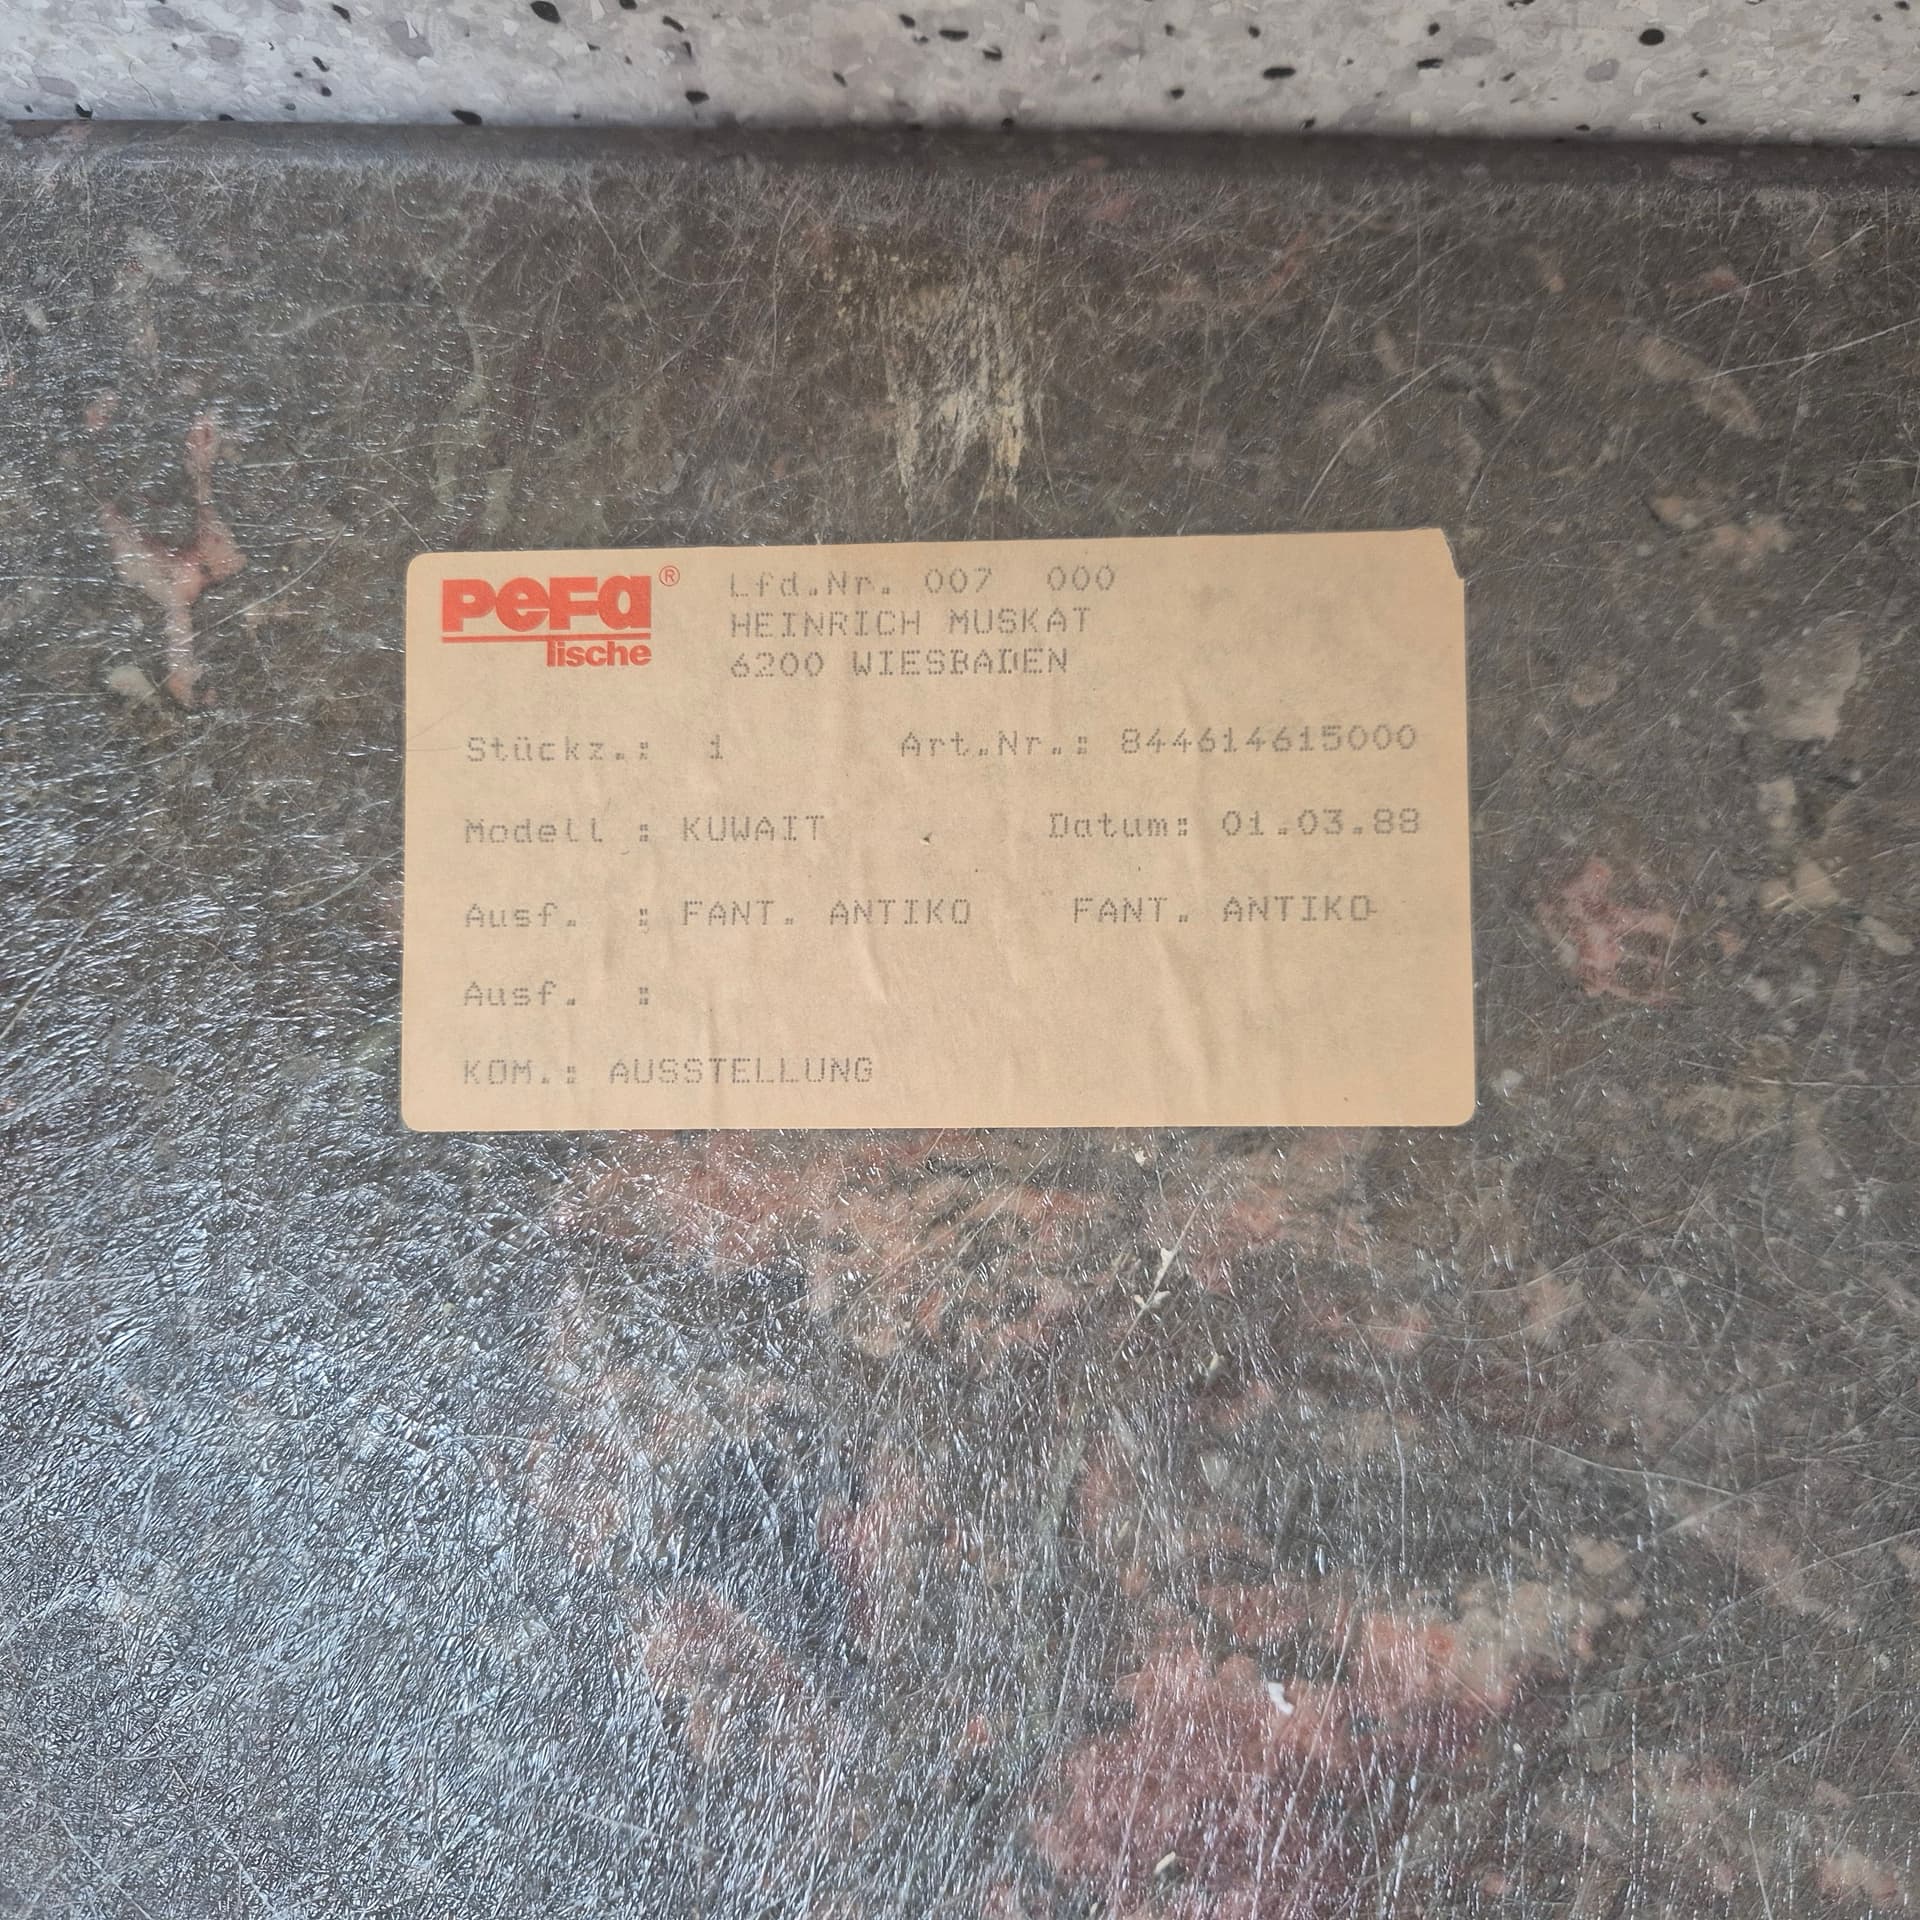 PeFa®
Tische
Lfd.Nr. 007 000
HEINRICH MUSKAT
6200 WIESBADEN
Stückz.: 1 Art.Nr.: 844614615000
Modell : KUWAIT Datum: 01.03.88
Ausf. : FANT. ANTIKO FANT. ANTIKO
Ausf. :
KOM.: AUSSTELLUNG